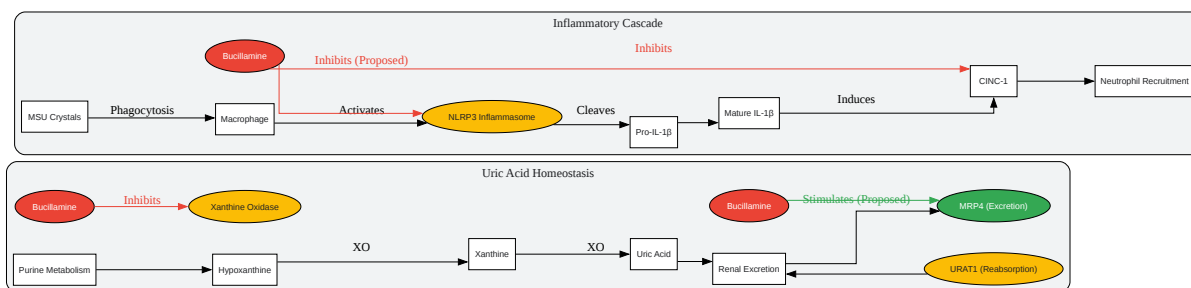 Inflammatory Cascade
Bucillamine
Inhibits (Proposed)
Inhibits
MSU Crystals
Phagocytosis
Macrophage
Activates
NLRP3 Inflammasome
Cleaves
Pro-IL-1β
Mature IL-1β
Induces
CINC-1
Neutrophil Recruitment
Uric Acid Homeostasis
Bucillamine
Inhibits
Xanthine Oxidase
Bucillamine
Stimulates (Proposed)
MRP4 (Excretion)
Purine Metabolism
Hypoxanthine
XO
Xanthine
XO
Uric Acid
Renal Excretion
URAT1 (Reabsorption)